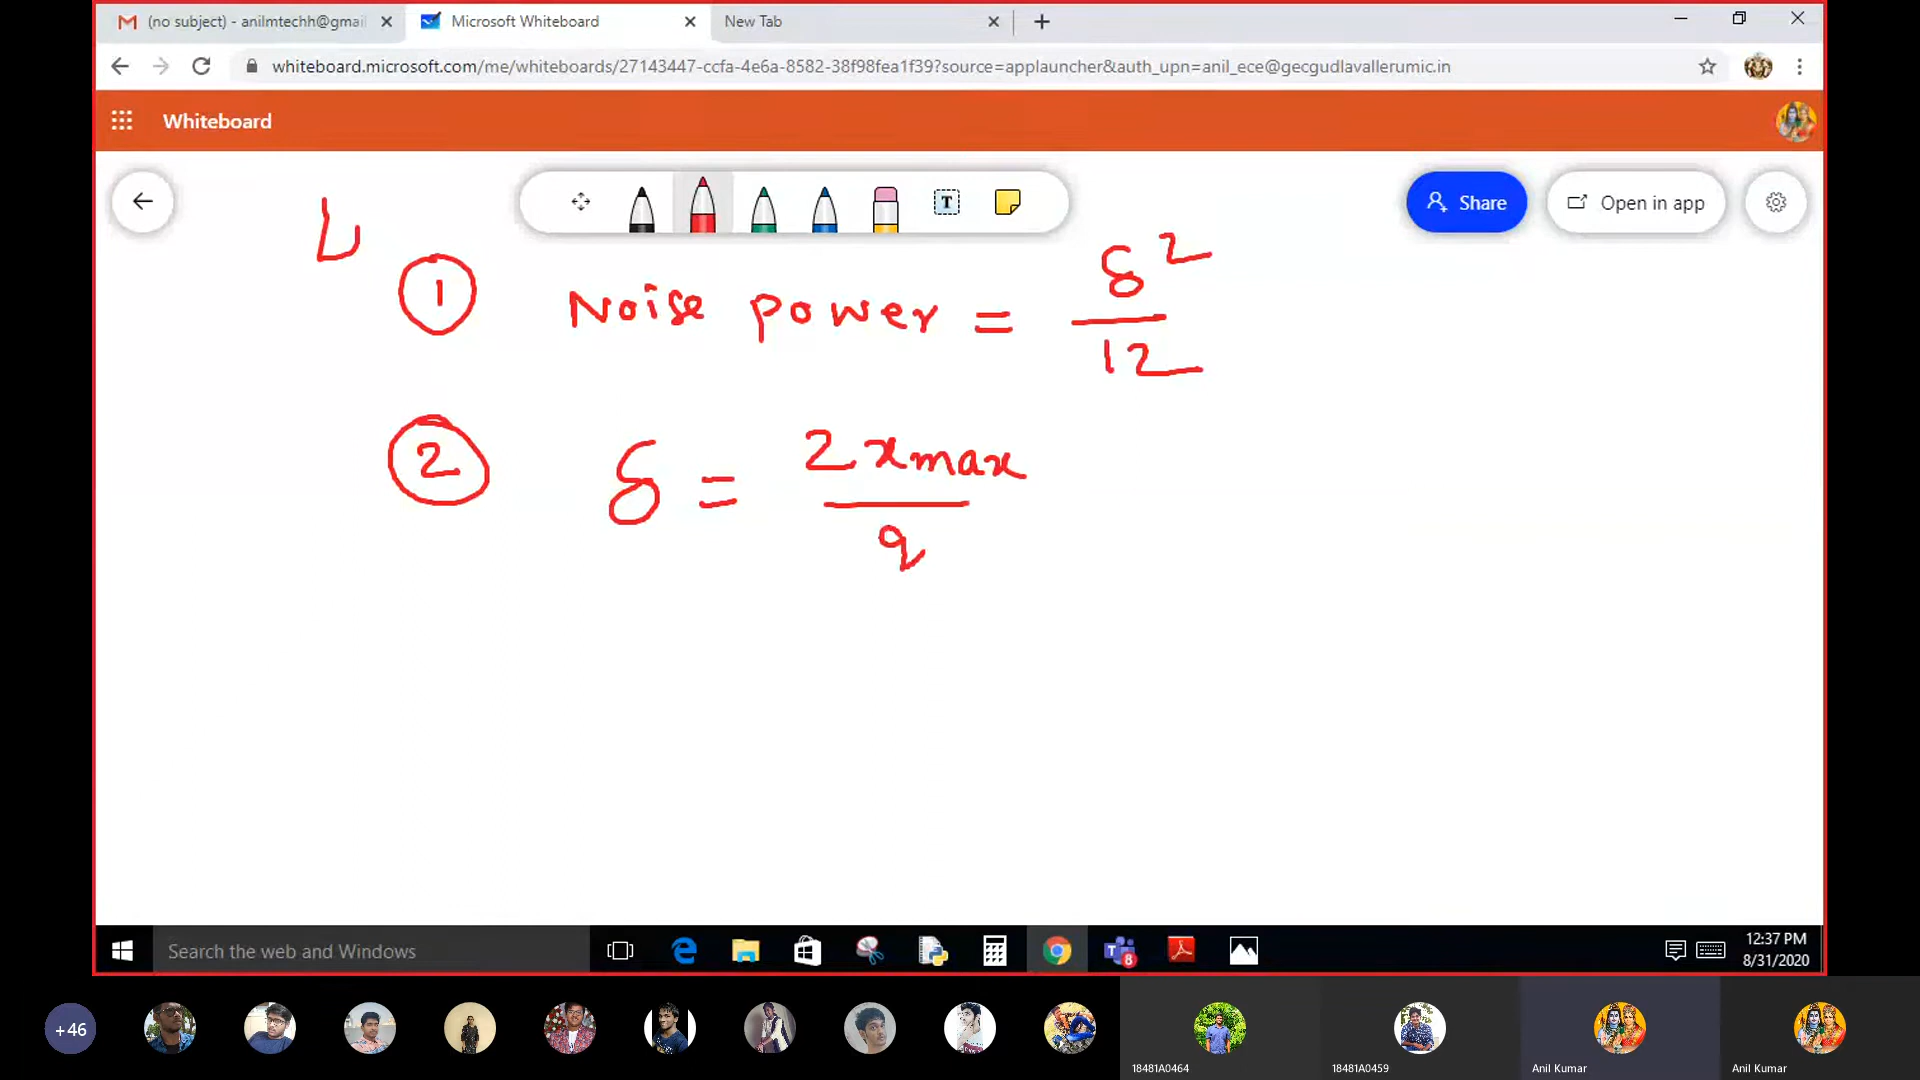 (no subject) - anilmtechh@gmai
Microsoft Whiteboard
New Tab
whiteboard.microsoft.com/me/whiteboards/27143447-ccfa-4e6a-8582-38f98fea1f39?source=applauncher&auth_upn=anil_ece@gecgudlavallerumic.in
Whiteboard
T
Share
Open in app
① Noise power = δ²/12
② δ = 2xmax/q
Search the web and Windows
8
12:37 PM
8/31/2020
+46
18481A0464
18481A0459
Anil Kumar
Anil Kumar